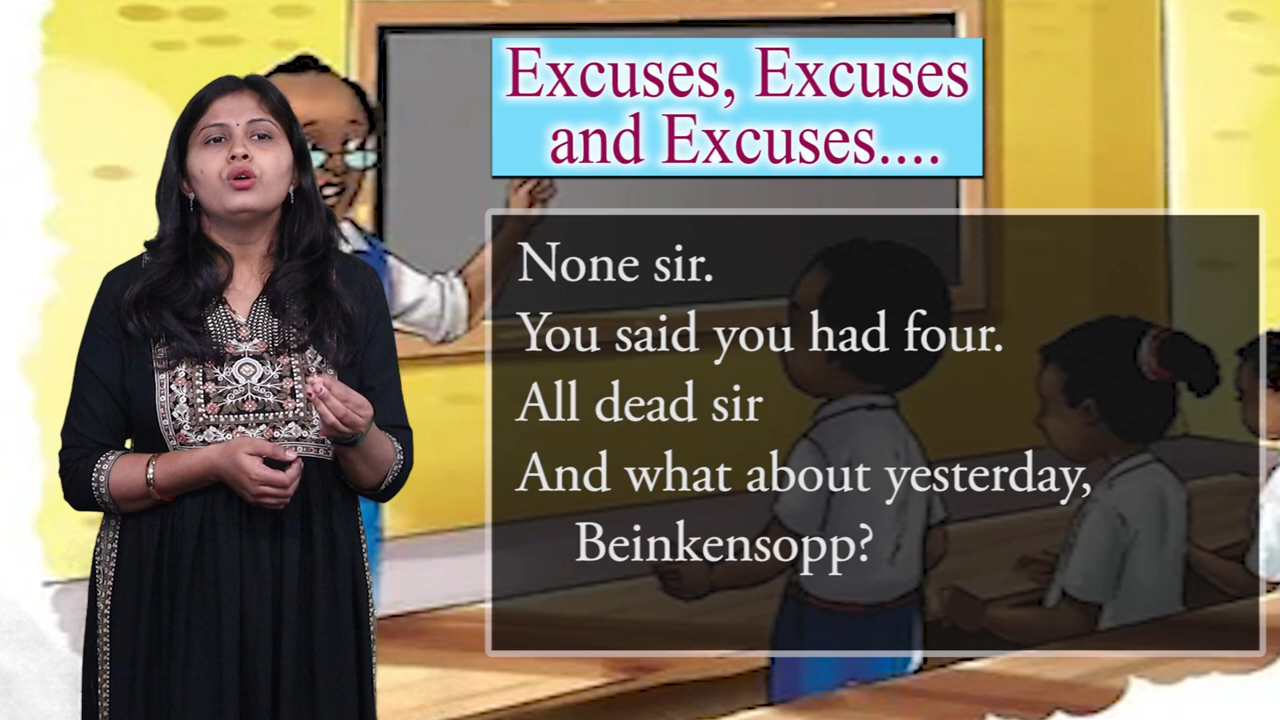 Excuses, Excuses
and Excuses....
None sir.
You said you had four.
All dead sir
And what about yesterday,
Beinkensopp?